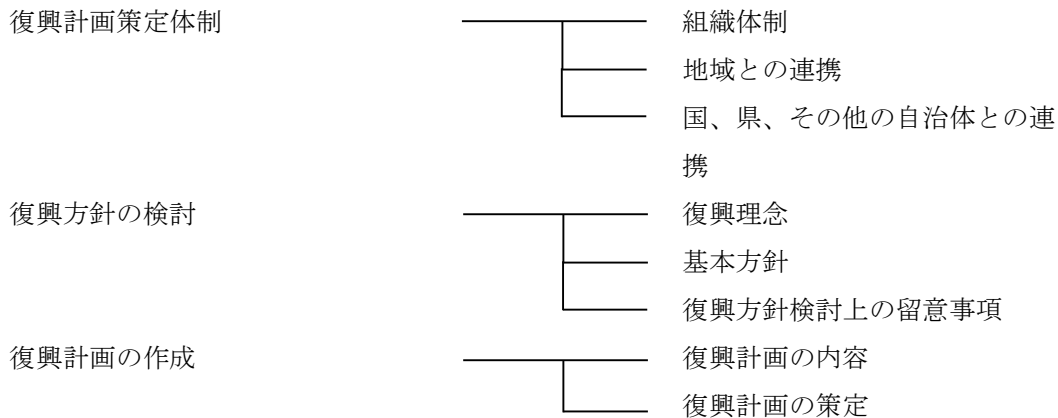 復興計画策定体制 組織体制
地域との連携
国、県、その他の自治体との連
携
復興方針の検討 復興理念
基本方針
復興方針検討上の留意事項
復興計画の作成 復興計画の内容
復興計画の策定